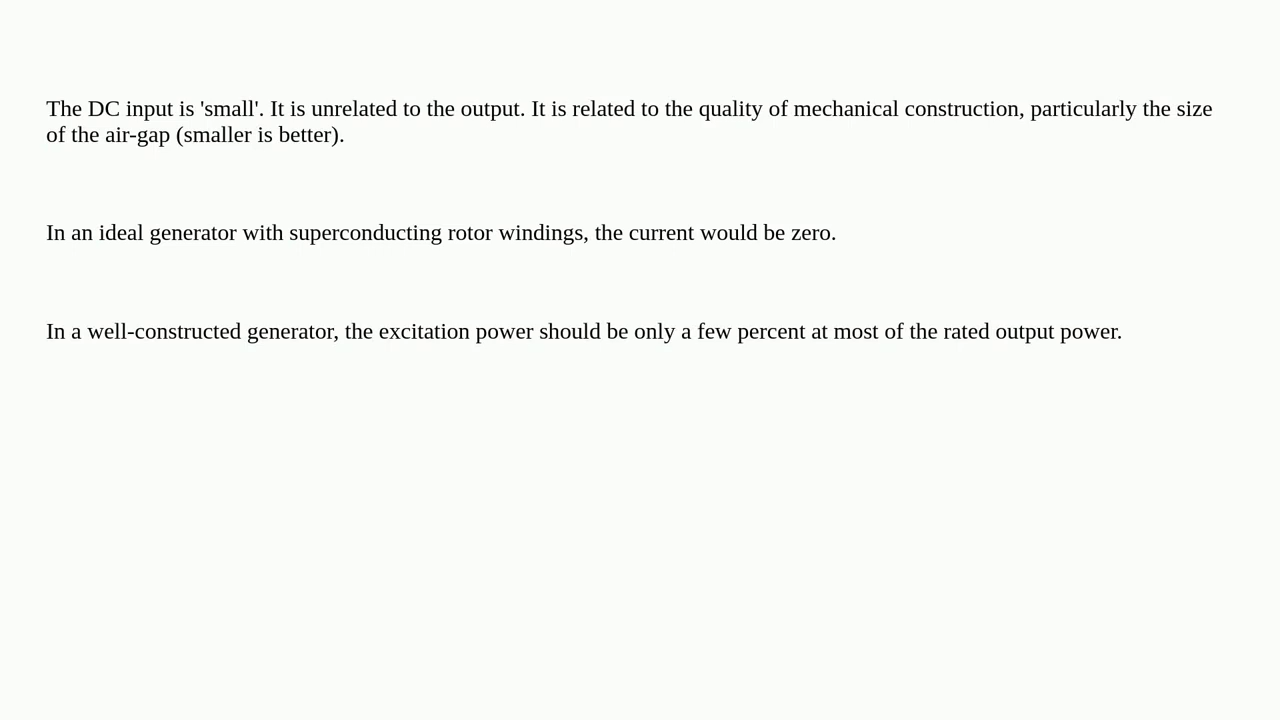 The DC input is 'small'. It is unrelated to the output. It is related to the quality of mechanical construction, particularly the size
of the air-gap (smaller is better).
In an ideal generator with superconducting rotor windings, the current would be zero.
In a well-constructed generator, the excitation power should be only a few percent at most of the rated output power.